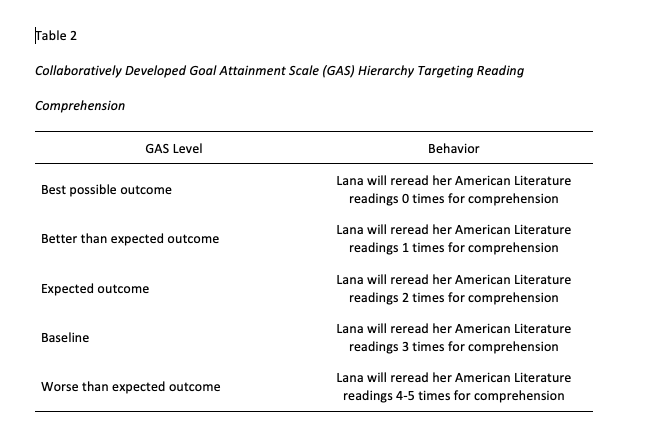 Table 2
Collaboratively Developed Goal Attainment Scale (GAS) Hierarchy Targeting Reading
Comprehension
GAS Level Behavior
Best possible outcome
Lana will reread her American Literature
readings 0 times for comprehension
Better than expected outcome
Lana will reread her American Literature
readings 1 times for comprehension
Expected outcome
Lana will reread her American Literature
readings 2 times for comprehension
Baseline
Lana will reread her American Literature
readings 3 times for comprehension
Worse than expected outcome
Lana will reread her American Literature
readings 4-5 times for comprehension